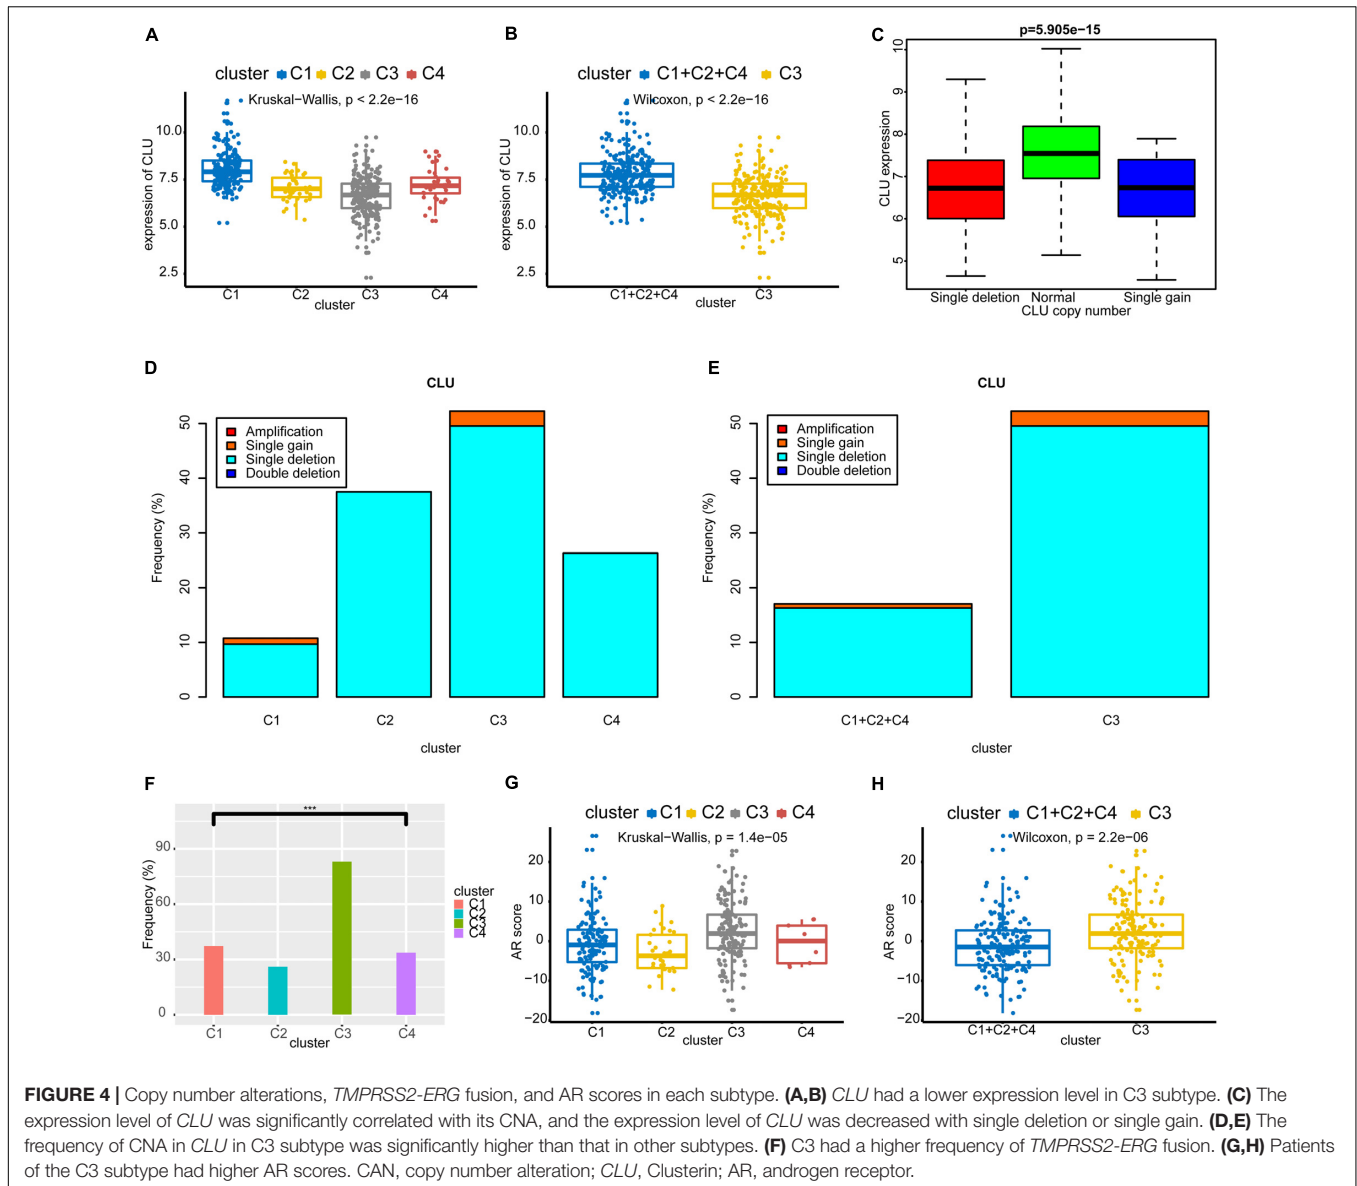 A
cluster C1 C2 C3 C4
Kruskal−Wallis, p < 2.2e−16
expression of CLU
10.0
7.5
5.0
2.5
C1 C2 C3 C4
cluster
B
cluster C1+C2+C4 C3
Wilcoxon, p < 2.2e−16
expression of CLU
10.0
7.5
5.0
2.5
C1+C2+C4 C3
cluster
C
p=5.905e−15
CLU expression
10
9
8
7
6
5
Single deletion Normal Single gain
CLU copy number
D
CLU
Amplification
Single gain
Single deletion
Double deletion
Frequency (%)
50
40
30
20
10
0
C1 C2 C3 C4
cluster
E
CLU
Amplification
Single gain
Single deletion
Double deletion
Frequency (%)
50
40
30
20
10
0
C1+C2+C4 C3
cluster
F
***
Frequency (%)
90
60
30
0
C1 C2 C3 C4
cluster
cluster
C1
C2
C3
C4
G
cluster C1 C2 C3 C4
Kruskal−Wallis, p = 1.4e−05
AR score
20
10
0
−10
−20
C1 C2 C3 C4
cluster
H
cluster C1+C2+C4 C3
Wilcoxon, p = 2.2e−06
AR score
20
10
0
−10
−20
C1+C2+C4 C3
cluster
FIGURE 4 | Copy number alterations, TMPRSS2-ERG fusion, and AR scores in each subtype. (A,B) CLU had a lower expression level in C3 subtype. (C) The
expression level of CLU was significantly correlated with its CNA, and the expression level of CLU was decreased with single deletion or single gain. (D,E) The
frequency of CNA in CLU in C3 subtype was significantly higher than that in other subtypes. (F) C3 had a higher frequency of TMPRSS2-ERG fusion. (G,H) Patients
of the C3 subtype had higher AR scores. CAN, copy number alteration; CLU, Clusterin; AR, androgen receptor.